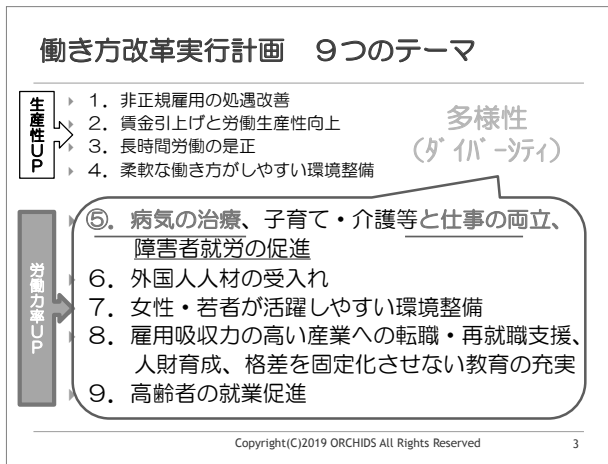 働き方改革実行計画　９つのテーマ
生産性UP
１．非正規雇用の処遇改善
２．賃金引上げと労働生産性向上
３．長時間労働の是正
４．柔軟な働き方がしやすい環境整備
多様性
（ﾀﾞｲﾊﾞｰｼﾃｨ）
労働力率UP
⑤．病気の治療、子育て・介護等と仕事の両立、
障害者就労の促進
６．外国人人材の受入れ
７．女性・若者が活躍しやすい環境整備
８．雇用吸収力の高い産業への転職・再就職支援、
人財育成、格差を固定化させない教育の充実
９．高齢者の就業促進
Copyright(C)2019 ORCHIDS All Rights Reserved
3